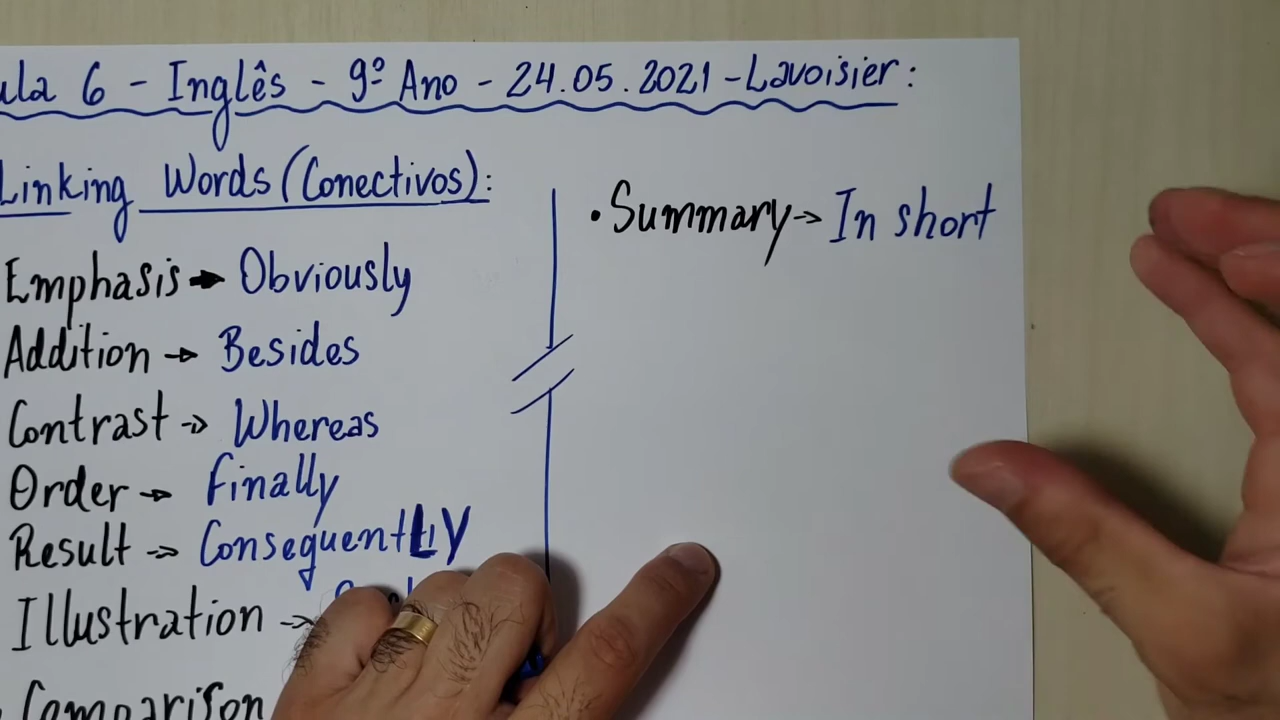 ula 6 - Inglês - 9º Ano - 24.05.2021 - Lavoisier:
Linking Words (Conectivos):
Emphasis → Obviously
Addition → Besides
Contrast → Whereas
Order → Finally
Result → ConsequentLY
Illustration →
Comparison
• Summary → In short